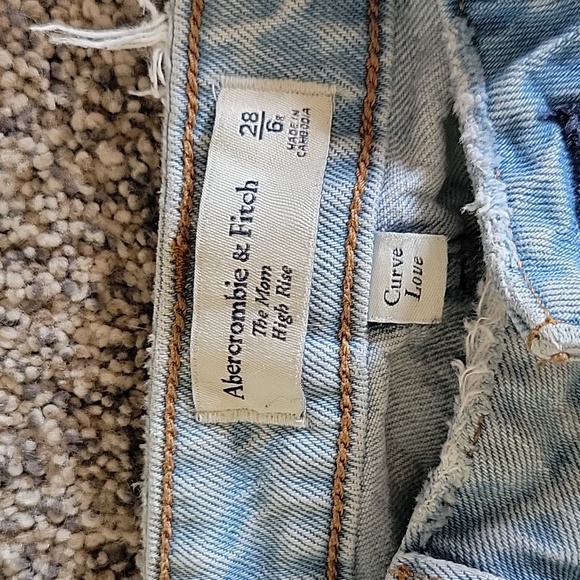 Abercrombie & Fitch
The Mom
High Rise
28
6R
MADE IN
CAMBODIA
Curve
Love